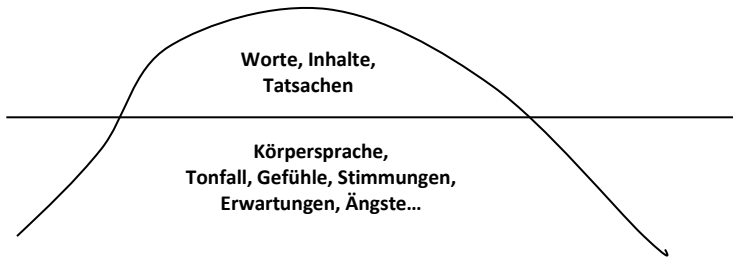 Worte, Inhalte,
Tatsachen
Körpersprache,
Tonfall, Gefühle, Stimmungen,
Erwartungen, Ängste…